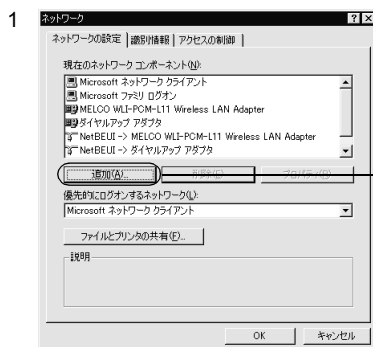 1
ネットワーク
ネットワークの設定 識別情報 アクセスの制御
現在のネットワーク コンポーネント(N):
Microsoft ネットワーク クライアント
Microsoft ファミリ ログオン
MELCO WLI-PCM-L11 Wireless LAN Adapter
ダイヤルアップ アダプタ
NetBEUI -> MELCO WLI-PCM-L11 Wireless LAN Adapter
NetBEUI -> ダイヤルアップ アダプタ
追加(A)... 削除(E) プロパティ(R)
優先的にログオンするネットワーク(L):
Microsoft ネットワーク クライアント
ファイルとプリンタの共有(F)...
説明
OK キャンセル